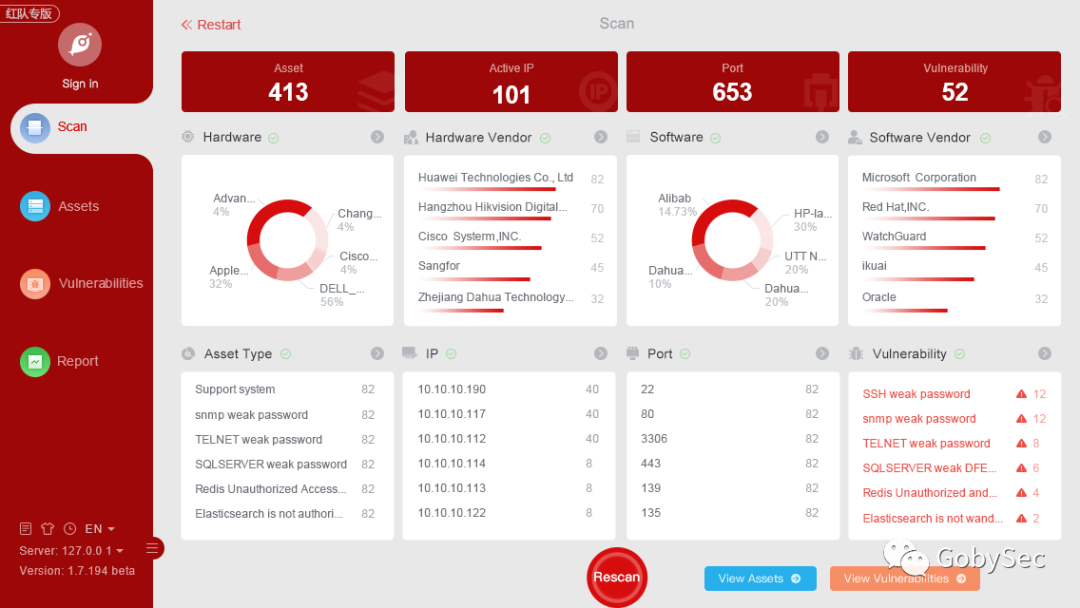 红队专版
Sign in
Scan
Assets
Vulnerabilities
Report
EN
Server: 127.0.0 1
Version: 1.7.194 beta
Restart
Scan
Asset
413
Active IP
101
IP
Port
653
Vulnerability
52
Hardware
Advan...
4%
Chang...
4%
Cisco...
4%
DELL_...
56%
Apple...
32%
Hardware Vendor
Huawei Technologies Co., Ltd 82
Hangzhou Hikvision Digital... 70
Cisco Systerm,INC. 52
Sangfor 45
Zhejiang Dahua Technology... 32
Software
Alibab
14.73%
HP-la...
30%
UTT N...
20%
Dahua...
20%
Dahua...
10%
Software Vendor
Microsoft Corporation 82
Red Hat,INC. 70
WatchGuard 52
ikuai 45
Oracle 32
Asset Type
Support system 82
snmp weak password 82
TELNET weak password 82
SQLSERVER weak password 82
Redis Unauthorized Access... 82
Elasticsearch is not authori... 82
IP
10.10.10.190 40
10.10.10.117 40
10.10.10.112 40
10.10.10.114 8
10.10.10.113 8
10.10.10.122 8
Port
22 82
80 82
3306 82
443 82
139 82
135 82
Vulnerability
SSH weak password 12
snmp weak password 12
TELNET weak password 8
SQLSERVER weak DFE... 6
Redis Unauthorized and... 4
Elasticsearch is not wand... 2
Rescan
View Assets
View Vulnerabilities
GobySec